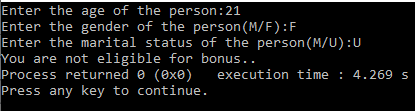 Enter the age of the person:21
Enter the gender of the person(M/F):F
Enter the marital status of the person(M/U):U
You are not eligible for bonus..
Process returned 0 (0x0)   execution time : 4.269 s
Press any key to continue.